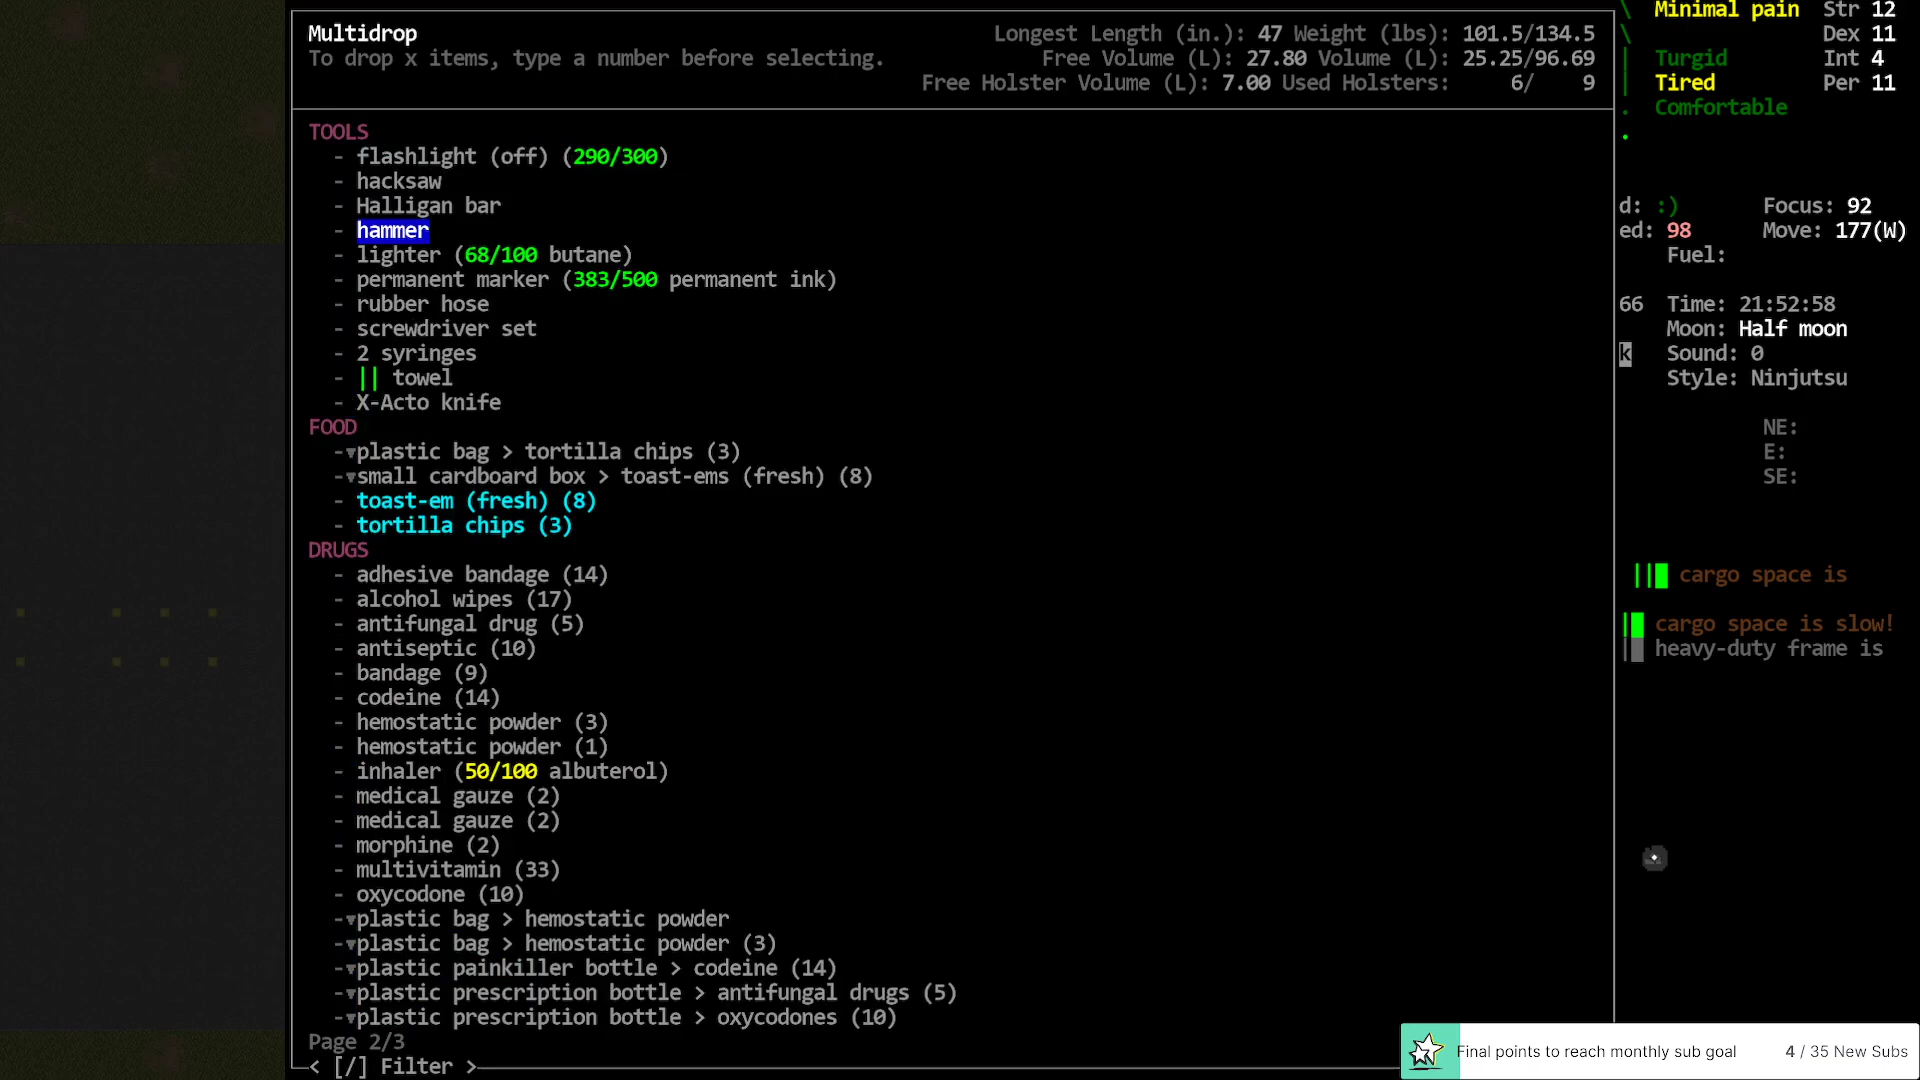 Multidrop
To drop x items, type a number before selecting.
Longest Length (in.): 47 Weight (lbs): 101.5/134.5
Free Volume (L): 27.80 Volume (L): 25.25/96.69
Free Holster Volume (L): 7.00 Used Holsters: 6/ 9
TOOLS
- flashlight (off) (290/300)
- hacksaw
- Halligan bar
- hammer
- lighter (68/100 butane)
- permanent marker (383/500 permanent ink)
- rubber hose
- screwdriver set
- 2 syringes
- || towel
- X-Acto knife
FOOD
-▾plastic bag > tortilla chips (3)
-▾small cardboard box > toast-ems (fresh) (8)
- toast-em (fresh) (8)
- tortilla chips (3)
DRUGS
- adhesive bandage (14)
- alcohol wipes (17)
- antifungal drug (5)
- antiseptic (10)
- bandage (9)
- codeine (14)
- hemostatic powder (3)
- hemostatic powder (1)
- inhaler (50/100 albuterol)
- medical gauze (2)
- medical gauze (2)
- morphine (2)
- multivitamin (33)
- oxycodone (10)
-▾plastic bag > hemostatic powder
-▾plastic bag > hemostatic powder (3)
-▾plastic painkiller bottle > codeine (14)
-▾plastic prescription bottle > antifungal drugs (5)
-▾plastic prescription bottle > oxycodones (10)
Page 2/3
< [/] Filter >
\ Minimal pain Str 12
\ Dex 11
| Turgid Int 4
| Tired Per 11
. Comfortable
.
d: :) Focus: 92
ed: 98 Move: 177(W)
Fuel:
66 Time: 21:52:58
Moon: Half moon
k Sound: 0
Style: Ninjutsu
NE:
E:
SE:
|| cargo space is
| cargo space is slow!
| heavy-duty frame is
Final points to reach monthly sub goal 4 / 35 New Subs